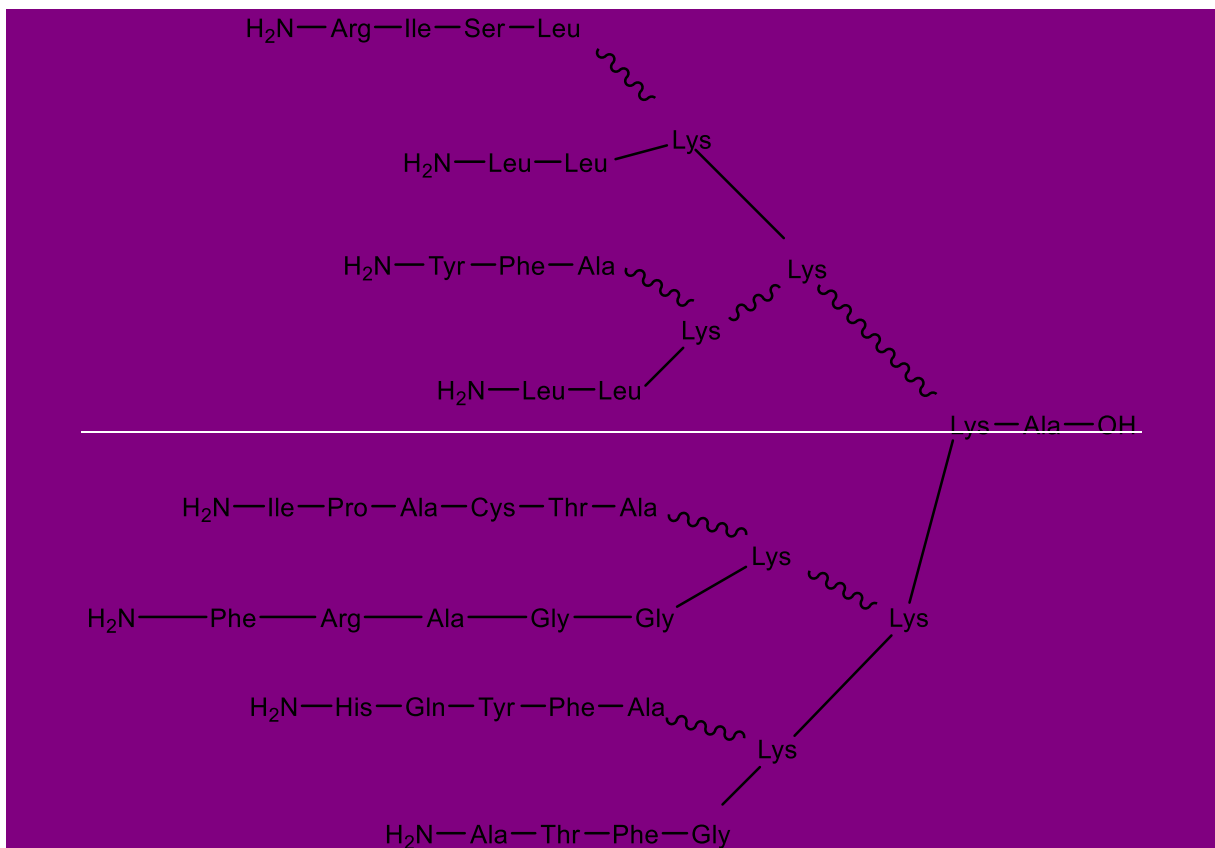 H2N—Arg—Ile—Ser—Leu
Lys
H2N—Leu—Leu
H2N—Tyr—Phe—Ala
Lys
Lys
H2N—Leu—Leu
Lys—Ala—OH
H2N—Ile—Pro—Ala—Cys—Thr—Ala
Lys
H2N—Phe—Arg—Ala—Gly—Gly
Lys
H2N—His—Gln—Tyr—Phe—Ala
Lys
H2N—Ala—Thr—Phe—Gly